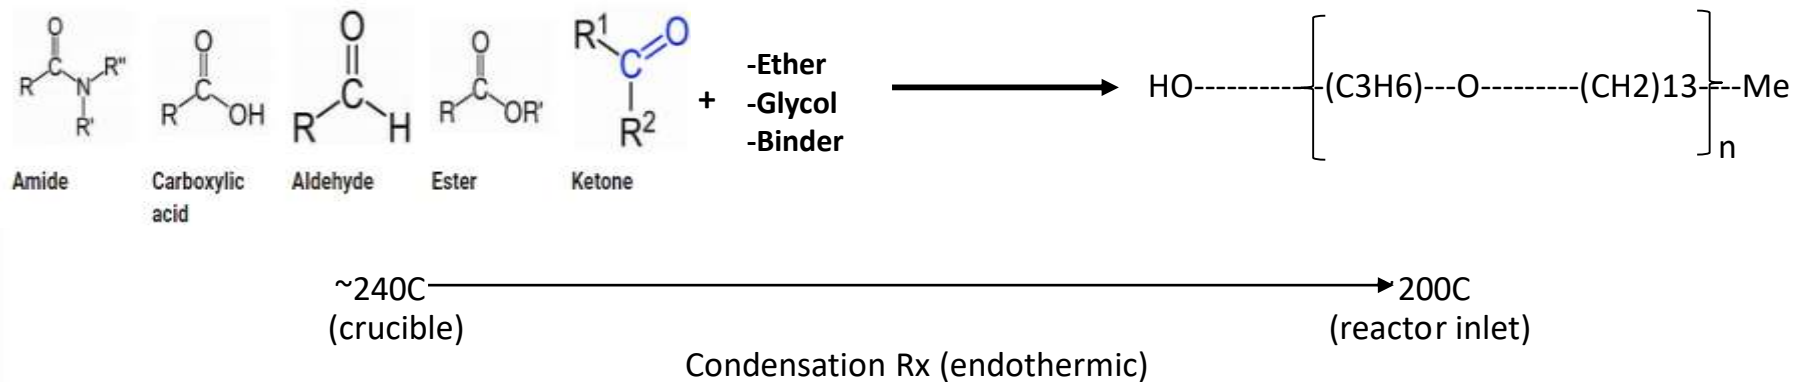 O
C
R
N
R"
R'
O
C
R
OH
O
C
R
H
O
C
R
OR'
R1
C
O
R2
Amide
Carboxylic
acid
Aldehyde
Ester
Ketone
+
-Ether
-Glycol
-Binder
HO-----------(C3H6)---O---------(CH2)13----Me
n
~240C
(crucible)
200C
(reactor inlet)
Condensation Rx (endothermic)